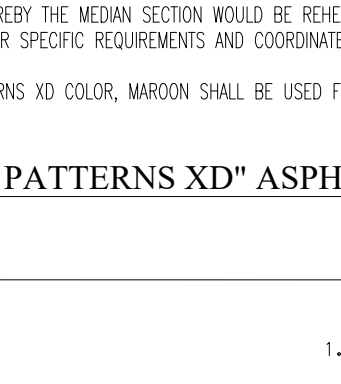 REBY THE MEDIAN SECTION WOULD BE REHE
R SPECIFIC REQUIREMENTS AND COORDINATE
RNS XD COLOR, MAROON SHALL BE USED F
PATTERNS XD" ASPH
1.